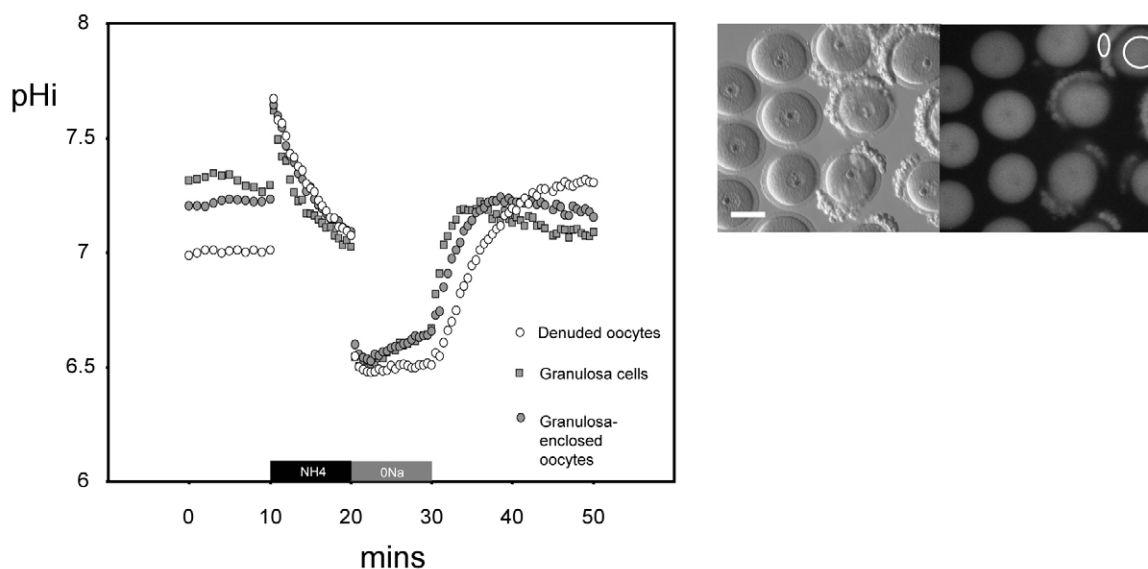 8
pHi
7.5
7
6.5
6
Denuded oocytes
Granulosa cells
Granulosa-
enclosed
oocytes
NH4 0Na
0 10 20 30 40 50
mins